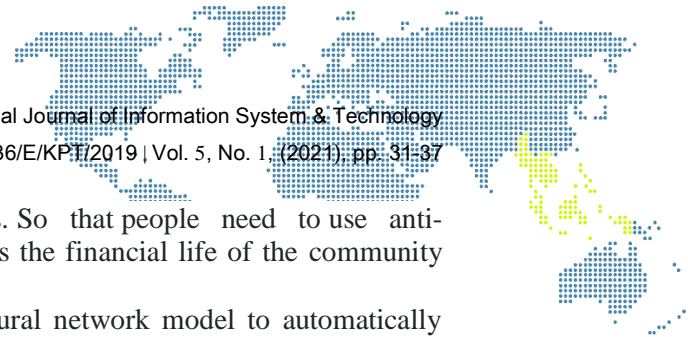 al Journal of Information System & Technology
36/E/KPT/2019 | Vol. 5, No. 1, (2021), pp. 31-37
. So that people need to use anti-
s the financial life of the community
ural network model to automatically